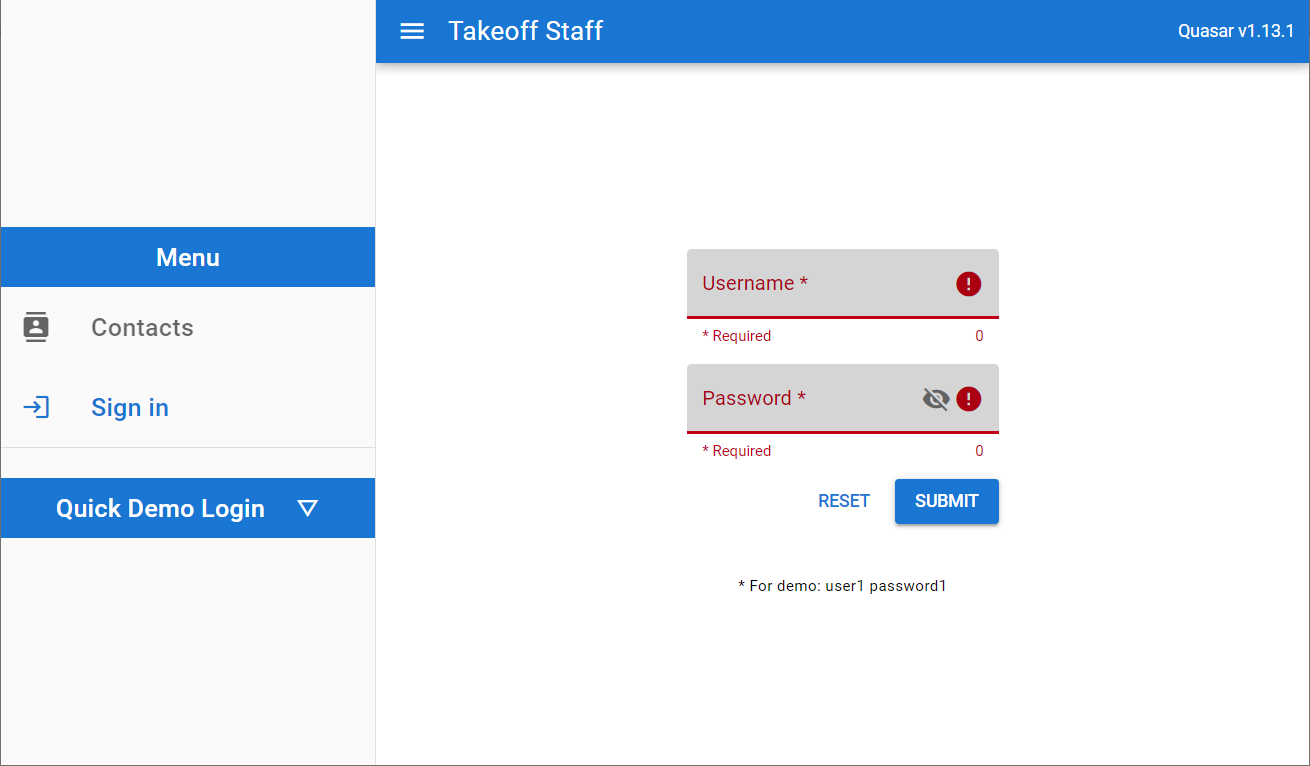 Takeoff Staff
Quasar v1.13.1
Menu
Contacts
Sign in
Quick Demo Login
Username *
* Required 0
Password *
* Required 0
RESET SUBMIT
* For demo: user1 password1